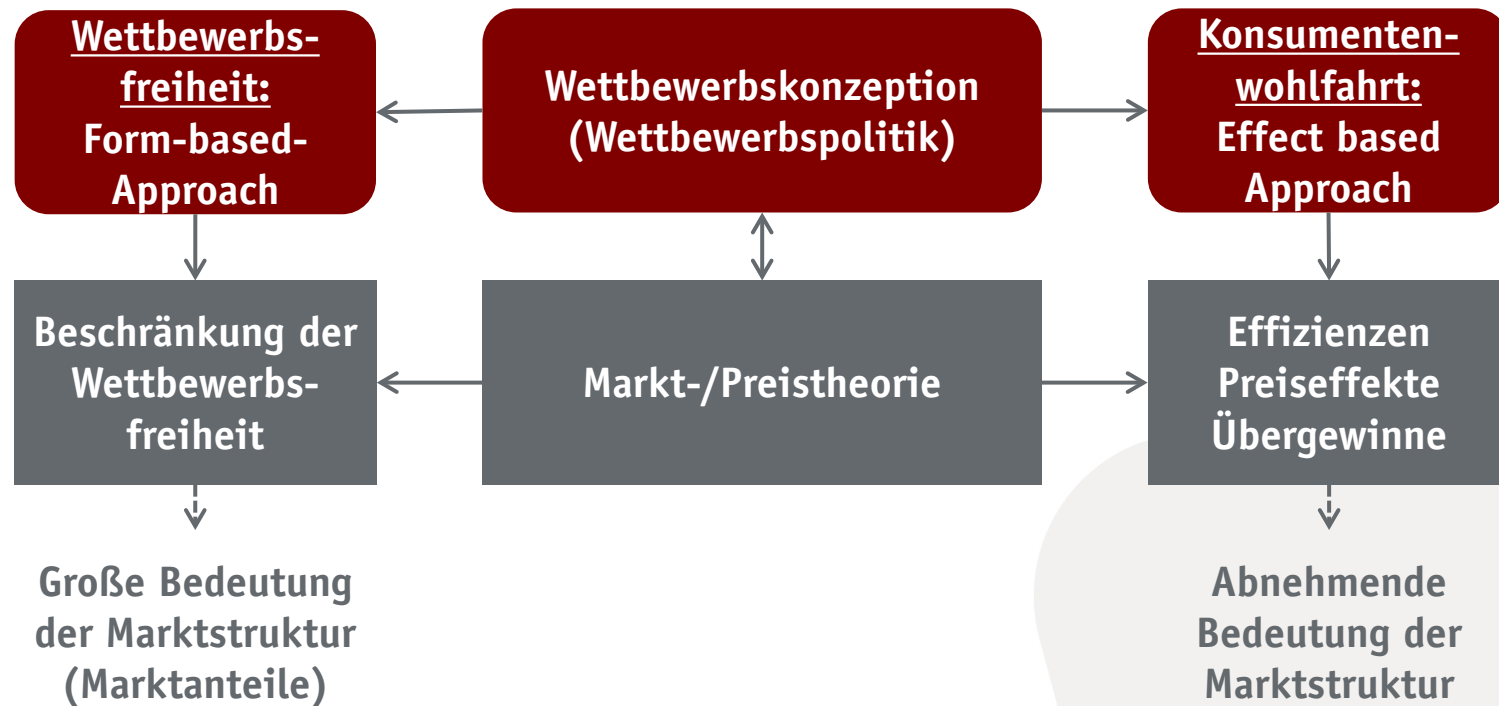 Wettbewerbs-
freiheit:
Form-based-
Approach
Wettbewerbskonzeption
(Wettbewerbspolitik)
Konsumenten-
wohlfahrt:
Effect based
Approach
Beschränkung der
Wettbewerbs-
freiheit
Markt-/Preistheorie
Effizienzen
Preiseffekte
Übergewinne
Große Bedeutung
der Marktstruktur
(Marktanteile)
Abnehmende
Bedeutung der
Marktstruktur